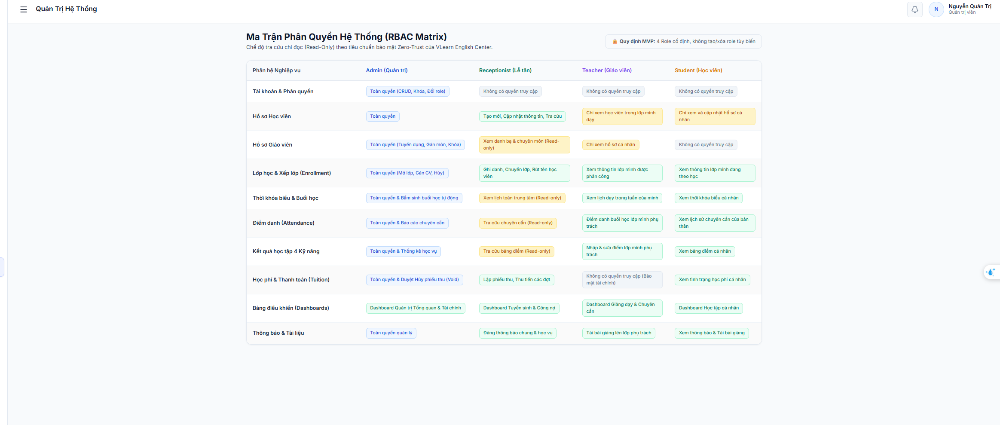 Quản Trị Hệ Thống
N
Nguyễn Quản Trị
Quản trị viên
Ma Trận Phân Quyền Hệ Thống (RBAC Matrix)
Chế độ tra cứu chỉ đọc (Read-Only) theo tiêu chuẩn bảo mật Zero-Trust của VLearn English Center.
🔒 Quy định MVP: 4 Role cố định, không tạo/xóa role tùy biến
Phân hệ Nghiệp vụ
Admin (Quản trị)
Receptionist (Lễ tân)
Teacher (Giáo viên)
Student (Học viên)
Tài khoản & Phân quyền
Toàn quyền (CRUD, Khóa, Đổi role)
Không có quyền truy cập
Không có quyền truy cập
Không có quyền truy cập
Hồ sơ Học viên
Toàn quyền
Tạo mới, Cập nhật thông tin, Tra cứu
Chỉ xem học viên trong lớp mình
dạy
Chỉ xem và cập nhật hồ sơ cá
nhân
Hồ sơ Giáo viên
Toàn quyền (Tuyển dụng, Gán môn, Khóa)
Xem danh bạ & chuyên môn (Read-
only)
Chỉ xem hồ sơ cá nhân
Không có quyền truy cập
Lớp học & Xếp lớp (Enrollment)
Toàn quyền (Mở lớp, Gán GV, Hủy)
Ghi danh, Chuyển lớp, Rút tên học
viên
Xem thông tin lớp mình được
phân công
Xem thông tin lớp mình đang
theo học
Thời khóa biểu & Buổi học
Toàn quyền & Bấm sinh buổi học tự động
Xem lịch toàn trung tâm (Read-only)
Xem lịch dạy trong tuần của mình
Xem thời khóa biểu cá nhân
Điểm danh (Attendance)
Toàn quyền & Báo cáo chuyên cần
Tra cứu chuyên cần (Read-only)
Điểm danh buổi học lớp mình phụ
trách
Xem lịch sử chuyên cần của bản
thân
Kết quả học tập 4 Kỹ năng
Toàn quyền & Thống kê học vụ
Tra cứu bảng điểm (Read-only)
Nhập & sửa điểm lớp mình phụ
trách
Xem bảng điểm cá nhân
Học phí & Thanh toán (Tuition)
Toàn quyền & Duyệt Hủy phiếu thu (Void)
Lập phiếu thu, Thu tiền các đợt
Không có quyền truy cập (Bảo
mật tài chính)
Xem tình trạng học phí cá nhân
Bảng điều khiển (Dashboards)
Dashboard Quản trị Tổng quan & Tài chính
Dashboard Tuyển sinh & Công nợ
Dashboard Giảng dạy & Chuyên
cần
Dashboard Học tập cá nhân
Thông báo & Tài liệu
Toàn quyền quản lý
Đăng thông báo chung & học vụ
Tải bài giảng lên lớp phụ trách
Xem thông báo & Tải bài giảng